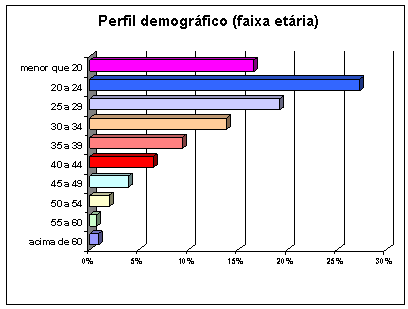 Perfil demográfico (faixa etária)
menor que 20
20 a 24
25 a 29
30 a 34
35 a 39
40 a 44
45 a 49
50 a 54
55 a 60
acima de 60
0% 5% 10% 15% 20% 25% 30%